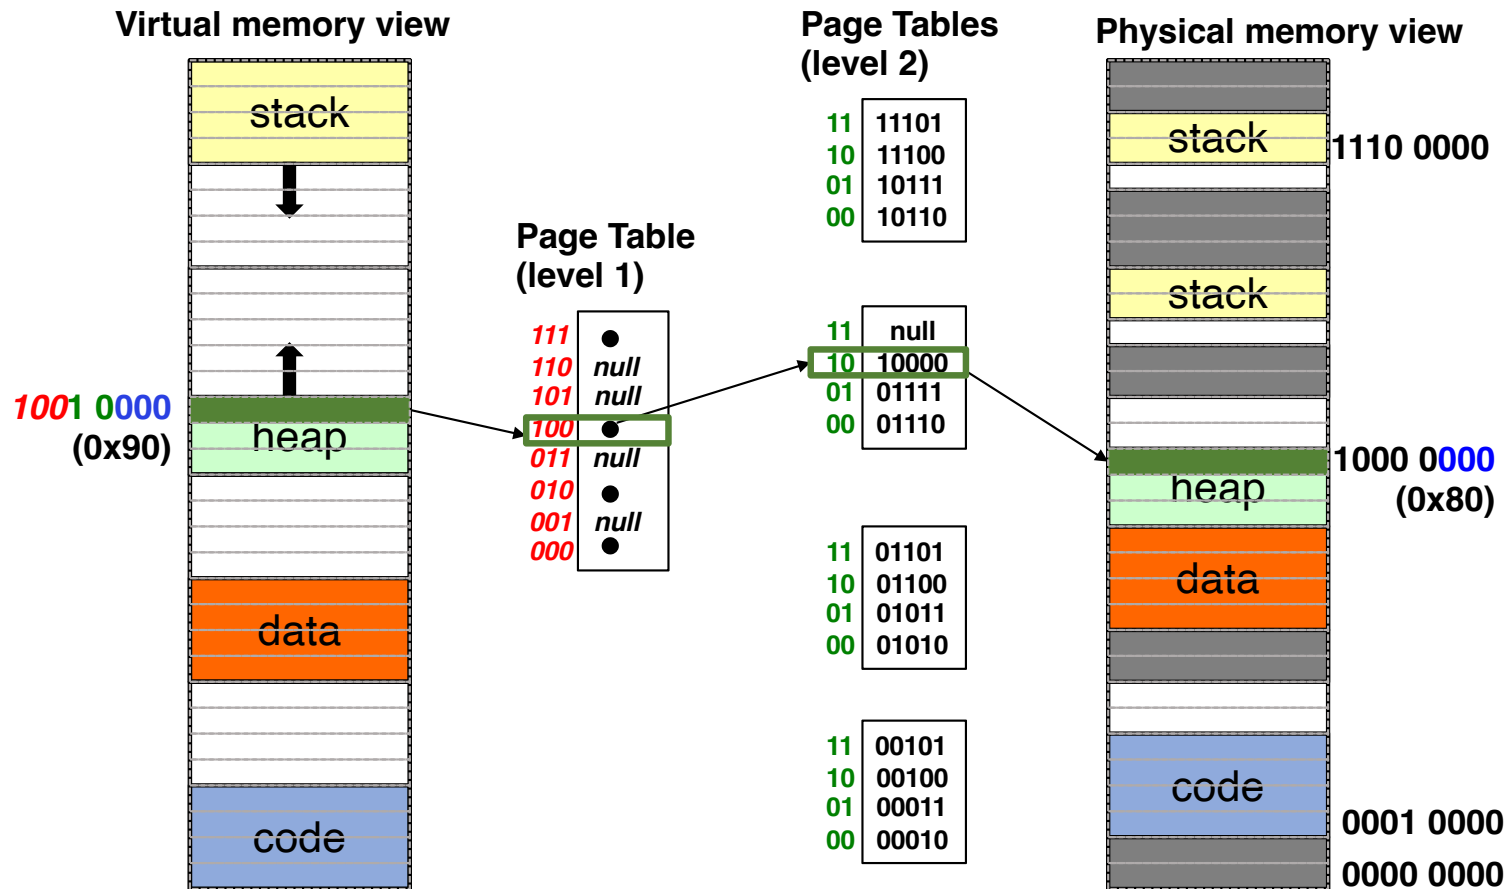 Virtual memory view
stack
heap
data
code
1001 0000
(0x90)
Page Table
(level 1)
111
110 null
101 null
100
011 null
010
001 null
000
Page Tables
(level 2)
11 11101
10 11100
01 10111
00 10110
11 null
10 10000
01 01111
00 01110
11 01101
10 01100
01 01011
00 01010
11 00101
10 00100
01 00011
00 00010
Physical memory view
stack
1110 0000
stack
1000 0000
(0x80)
heap
data
code
0001 0000
0000 0000